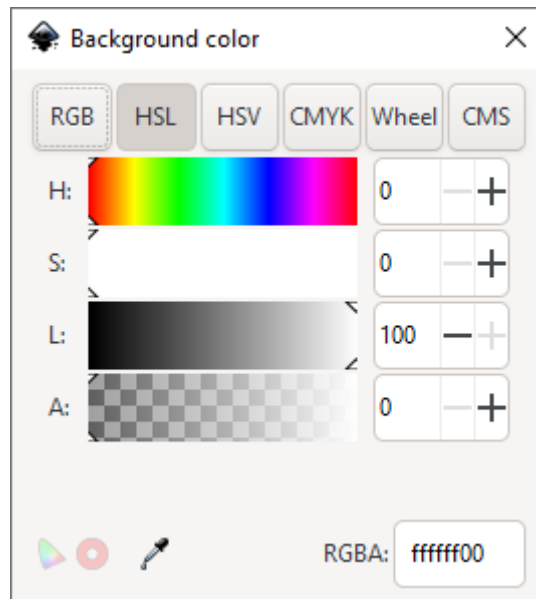 Background color
RGB HSL HSV CMYK Wheel CMS
H: 0
S: 0
L: 100
A: 0
RGBA: ffffff00